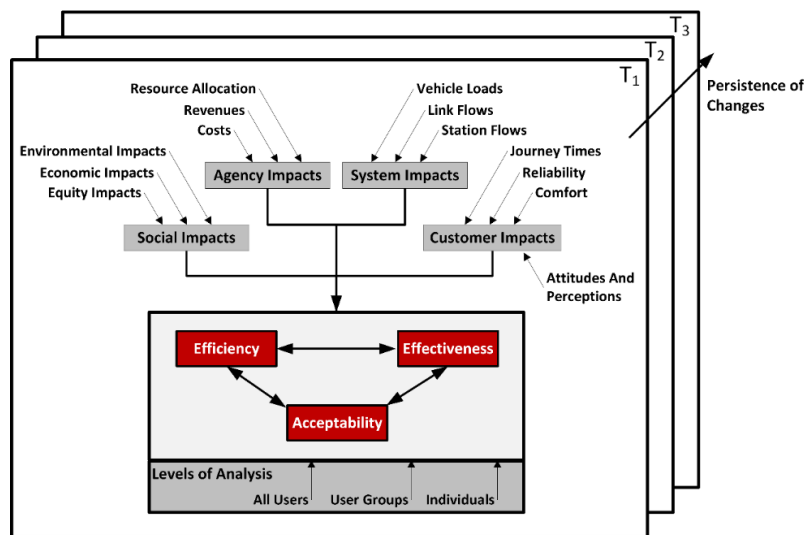 T3
T2
T1
Persistence of
Changes
Resource Allocation
Revenues
Costs
Vehicle Loads
Link Flows
Station Flows
Environmental Impacts
Economic Impacts
Equity Impacts
Journey Times
Reliability
Comfort
Agency Impacts
System Impacts
Social Impacts
Customer Impacts
Attitudes And
Perceptions
Efficiency
Effectiveness
Acceptability
Levels of Analysis
All Users
User Groups
Individuals